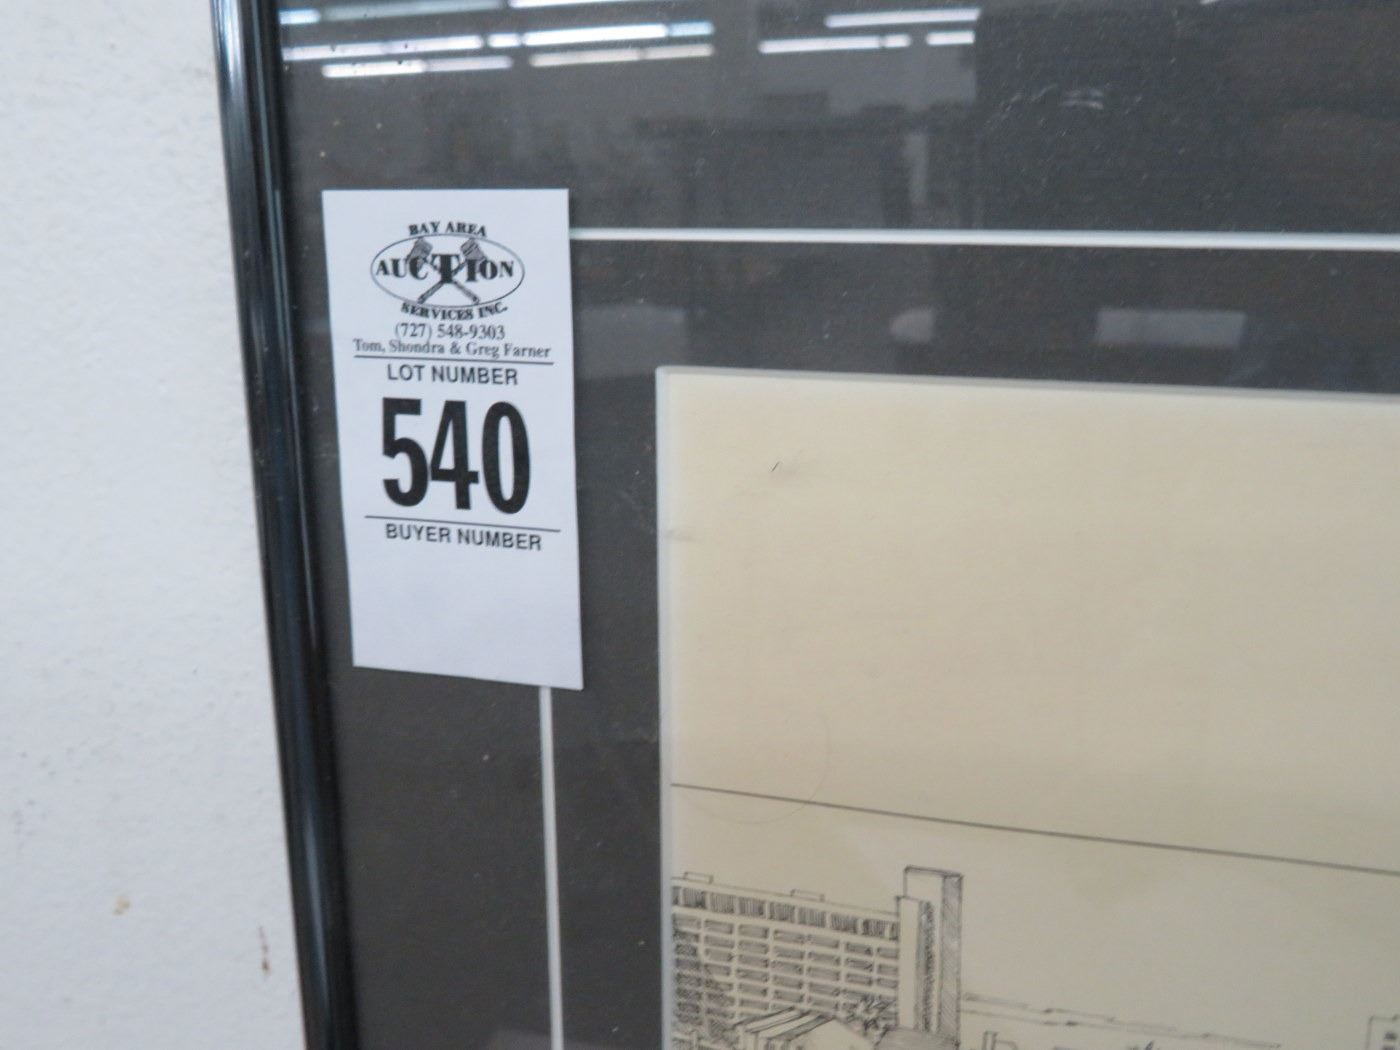 BAY AREA
AUCTION
SERVICES INC.
(727) 548-9303
Tom, Shondra & Greg Farner
LOT NUMBER
540
BUYER NUMBER